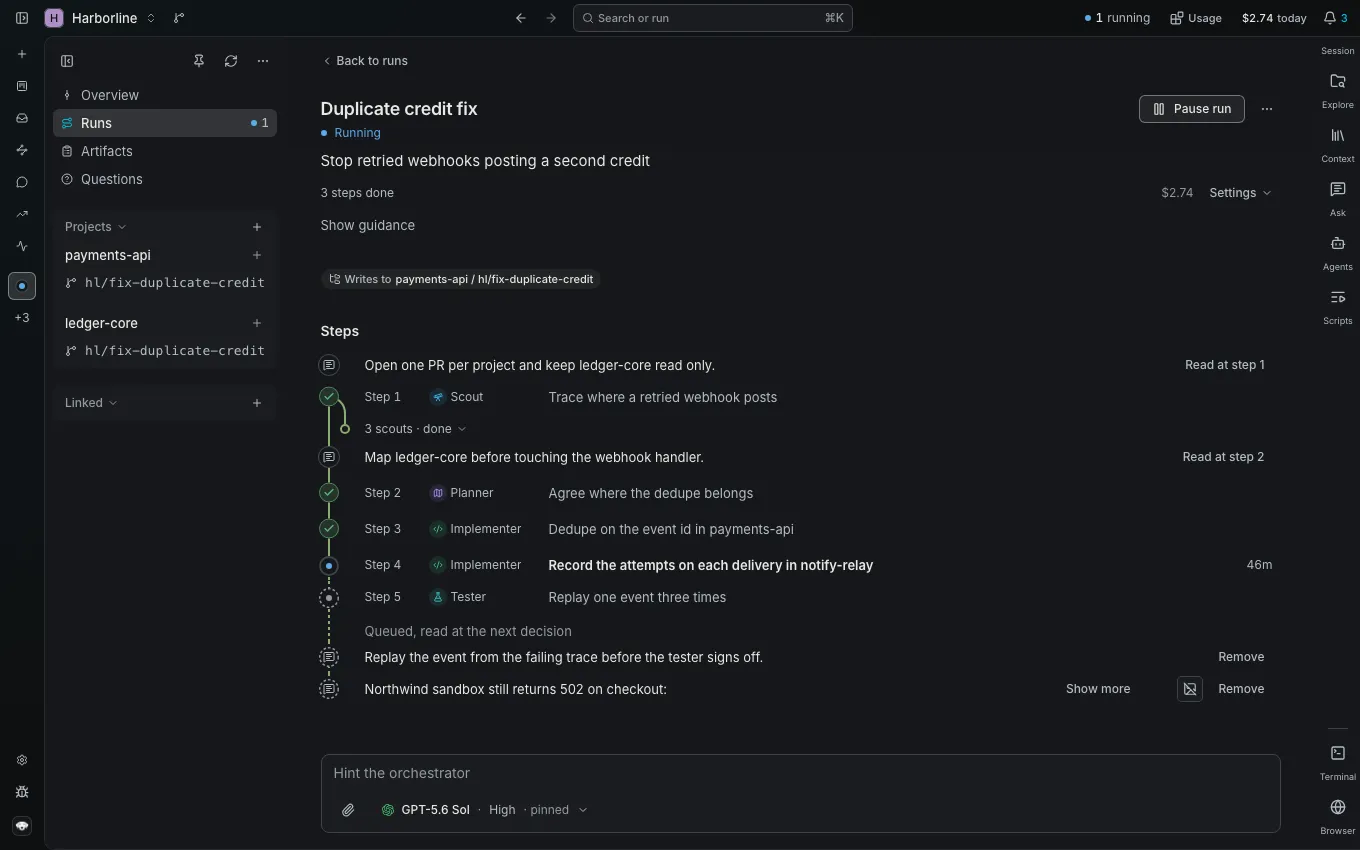 H Harborline
Search or run ⌘K
1 running
Usage
$2.74 today
3
Overview
Runs 1
Artifacts
Questions
Projects
payments-api
hl/fix-duplicate-credit
ledger-core
hl/fix-duplicate-credit
Linked
+3
Back to runs
Duplicate credit fix
Pause run
Running
Stop retried webhooks posting a second credit
3 steps done
$2.74 Settings
Show guidance
Writes to payments-api / hl/fix-duplicate-credit
Steps
Open one PR per project and keep ledger-core read only. Read at step 1
Step 1 Scout Trace where a retried webhook posts
3 scouts · done
Map ledger-core before touching the webhook handler. Read at step 2
Step 2 Planner Agree where the dedupe belongs
Step 3 Implementer Dedupe on the event id in payments-api
Step 4 Implementer Record the attempts on each delivery in notify-relay 46m
Step 5 Tester Replay one event three times
Queued, read at the next decision
Replay the event from the failing trace before the tester signs off. Remove
Northwind sandbox still returns 502 on checkout: Show more Remove
Hint the orchestrator
GPT-5.6 Sol · High · pinned
Session
Explore
Context
Ask
Agents
Scripts
Terminal
Browser